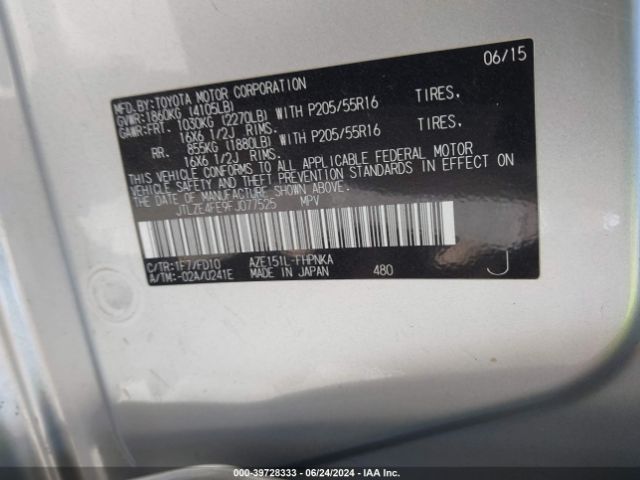 MFD.BY:TOYOTA MOTOR CORPORATION 06/15
GVWR:1860KG (4105LB)
GAWR:FRT. 1030KG (2270LB) WITH P205/55R16 TIRES.
16X6 1/2J RIMS.
RR. 855KG (1880LB) WITH P205/55R16 TIRES.
16X6 1/2J RIMS.
THIS VEHICLE CONFORMS TO ALL APPLICABLE FEDERAL MOTOR
VEHICLE SAFETY AND THEFT PREVENTION STANDARDS IN EFFECT ON
THE DATE OF MANUFACTURE SHOWN ABOVE.
JTLZE4FE9FJ077525 MPV
C/TR:1F7/FD10 AZE151L-FHPNKA
A/TM:-02A/U241E MADE IN JAPAN 480 J
000-39728333 / 06/24/2024 / IAA Inc.